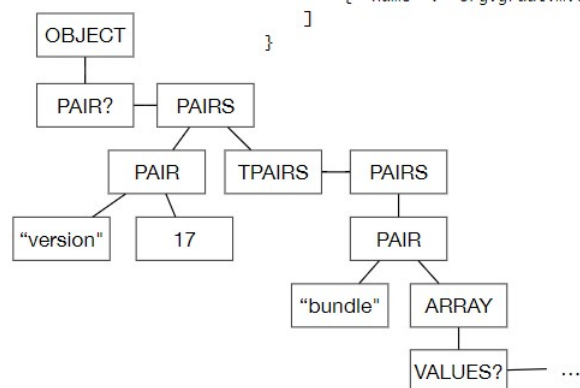 ]
}
OBJECT
PAIR? PAIRS
PAIR TPAIRS PAIRS
“version" 17 PAIR
“bundle" ARRAY
VALUES? ...